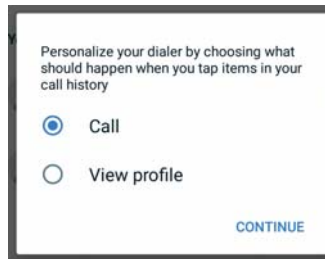 Personalize your dialer by choosing what
should happen when you tap items in your
call history
Call
View profile
CONTINUE